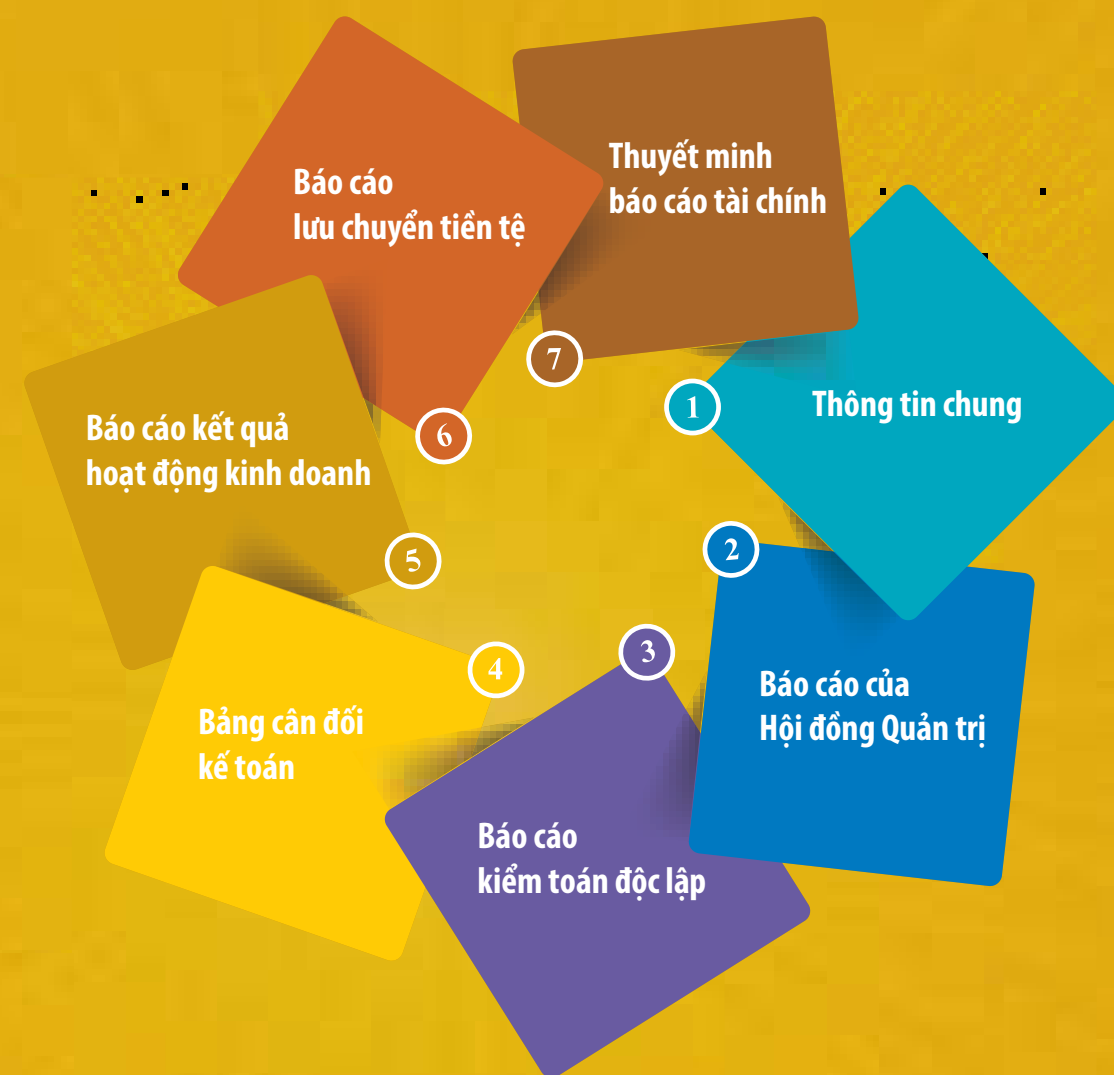 1
Thông tin chung
2
Báo cáo của
Hội đồng Quản trị
3
Báo cáo
kiểm toán độc lập
4
Bảng cân đối
kế toán
5
Báo cáo kết quả
hoạt động kinh doanh
6
Báo cáo
lưu chuyển tiền tệ
7
Thuyết minh
báo cáo tài chính